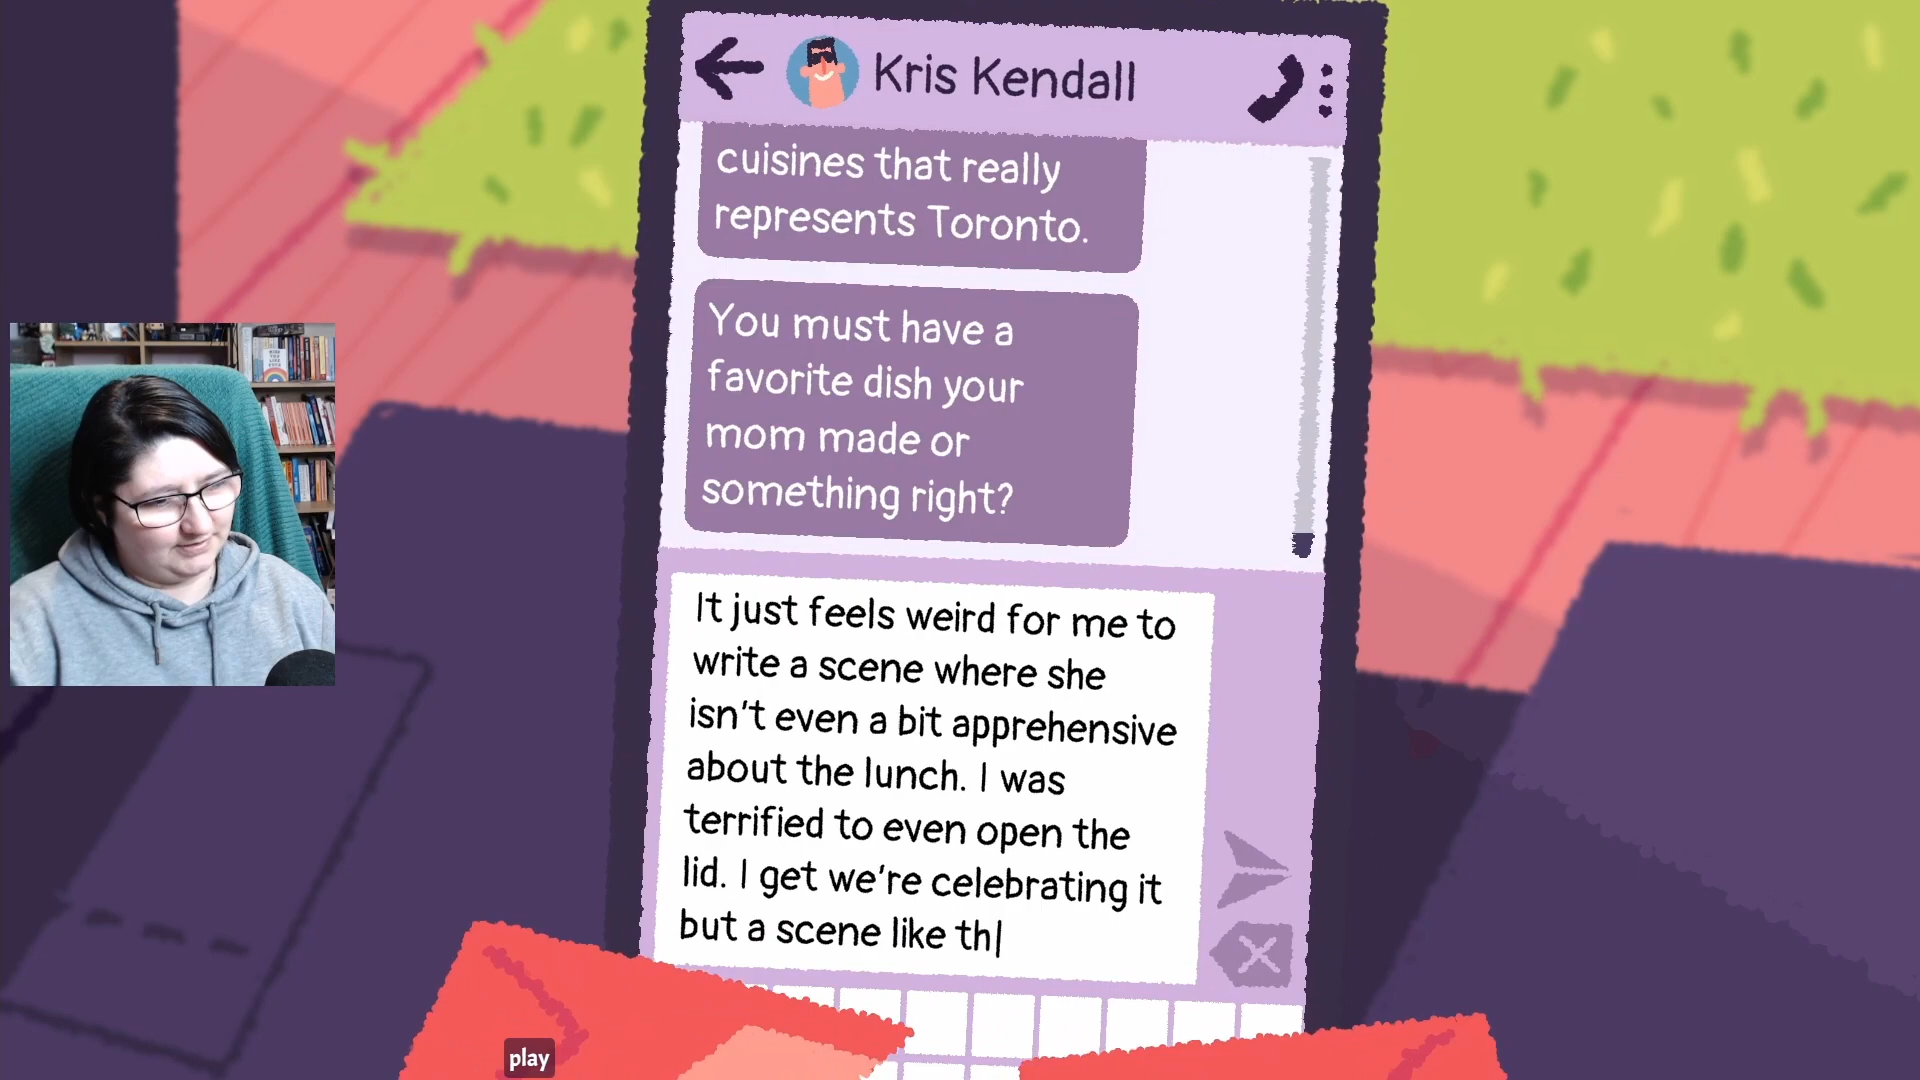 Kris Kendall
cuisines that really
represents Toronto.
You must have a
favorite dish your
mom made or
something right?
It just feels weird for me to
write a scene where she
isn't even a bit apprehensive
about the lunch. I was
terrified to even open the
lid. I get we're celebrating it
but a scene like th
play